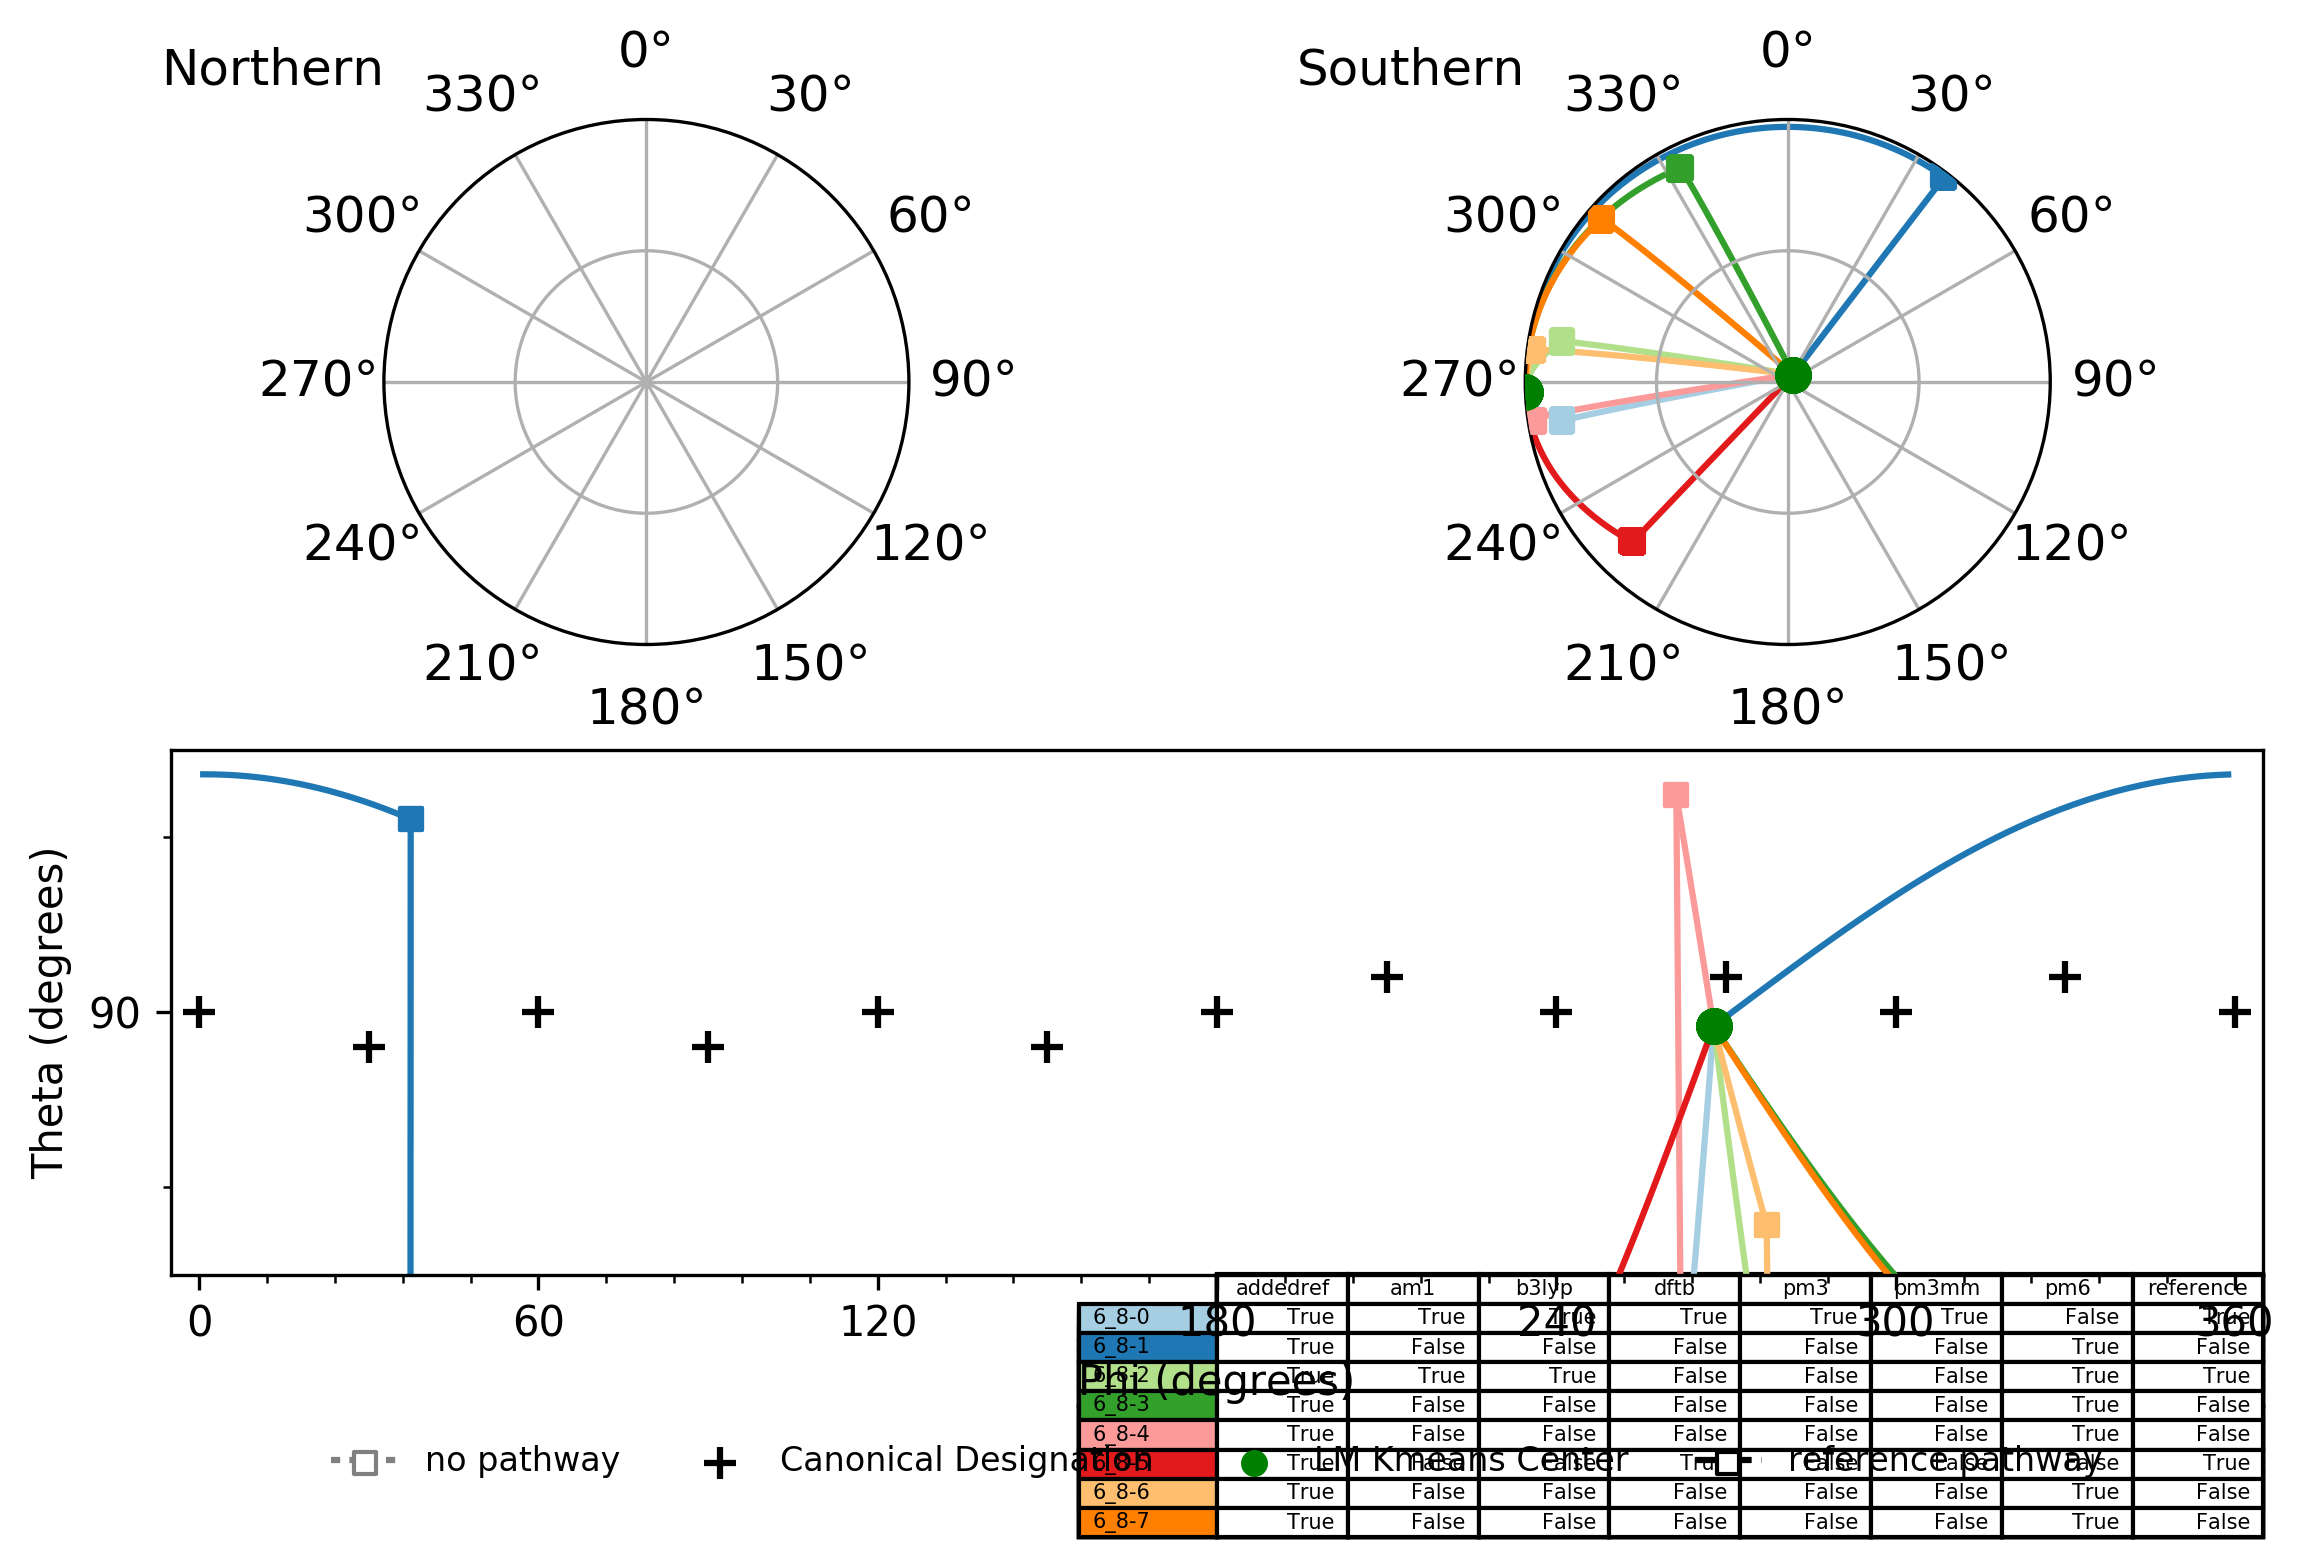 Northern
Southern
0°
30°
60°
90°
120°
150°
180°
210°
240°
270°
300°
330°
0°
30°
60°
90°
120°
150°
180°
210°
240°
270°
300°
330°
Theta (degrees)
90
0 60 120 180 240 300 360
Phi (degrees)
addedref am1 b3lyp dftb pm3 pm3mm pm6 reference
6_8-0 True True True True True True False True
6_8-1 True False False False False False True False
6_8-2 True True True False False False True True
6_8-3 True False False False False False True False
6_8-4 True False False False False False True False
6_8-5 True False False True False False False True
6_8-6 True False False False False False True False
6_8-7 True False False False False False True False
no pathway Canonical Designation LM Kmeans Center reference pathway